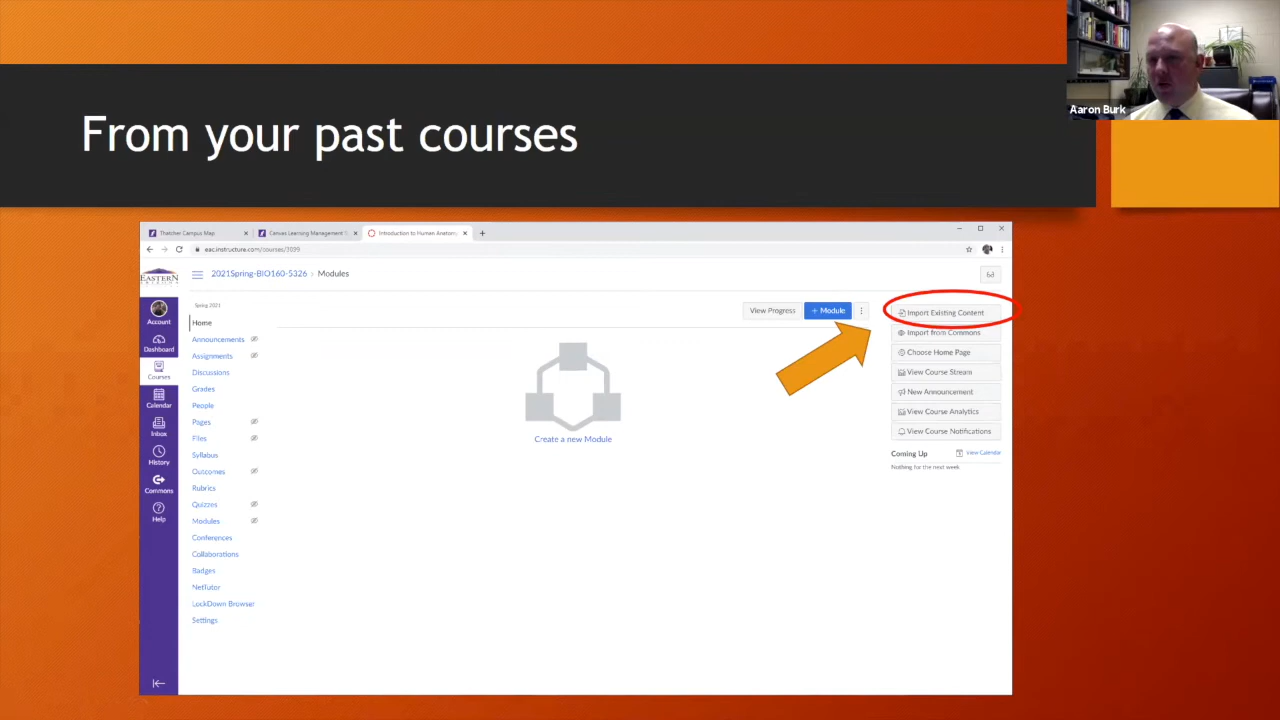 Aaron Burk
From your past courses
Thatcher Campus Map
Canvas Learning Management S
Introduction to Human Anatomy
eac.instructure.com/courses/3099
EASTERN
2021Spring-BIO160-5326 > Modules
Spring 2021
View Progress
+ Module
Import Existing Content
Import from Commons
Choose Home Page
View Course Stream
New Announcement
View Course Analytics
View Course Notifications
Coming Up
View Calendar
Nothing for the next week
Create a new Module
Account
Dashboard
Courses
Calendar
Inbox
History
Commons
Help
Home
Announcements
Assignments
Discussions
Grades
People
Pages
Files
Syllabus
Outcomes
Rubrics
Quizzes
Modules
Conferences
Collaborations
Badges
NetTutor
LockDown Browser
Settings